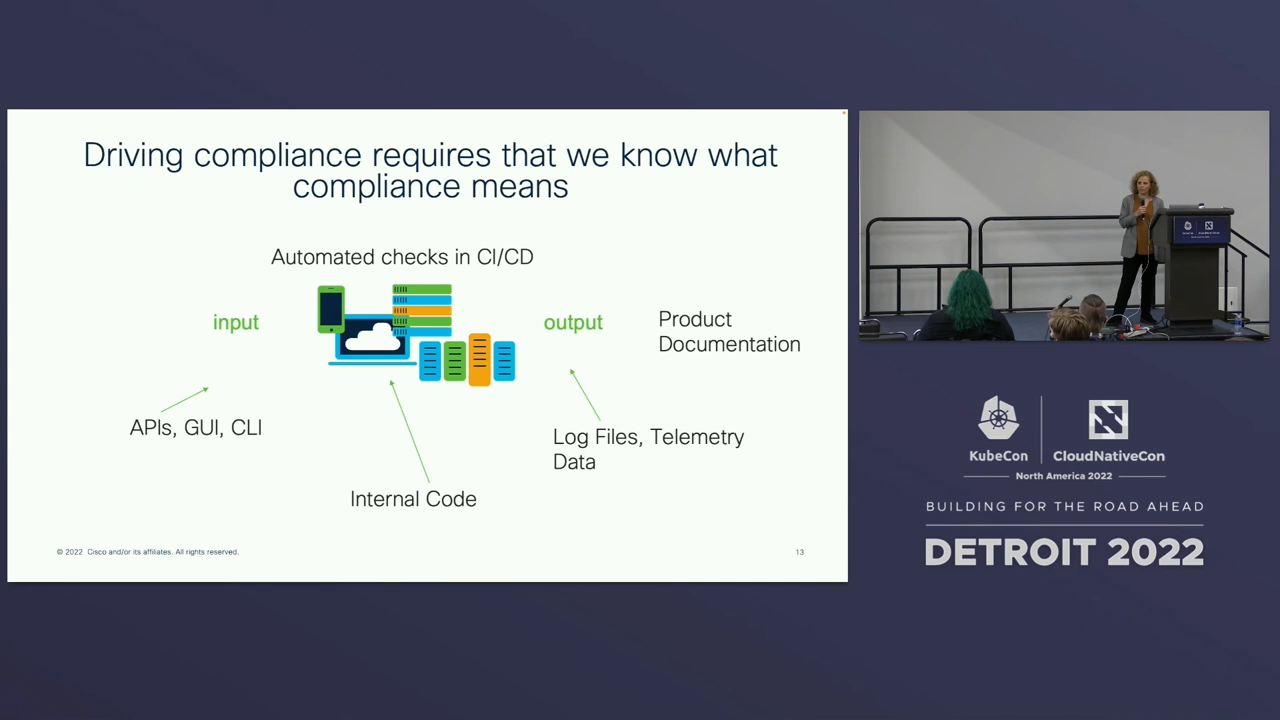 Driving compliance requires that we know what
compliance means
Automated checks in CI/CD
input
output
Product
Documentation
APIs, GUI, CLI
Log Files, Telemetry
Data
Internal Code
© 2022 Cisco and/or its affiliates. All rights reserved.
13
KubeCon
CloudNativeCon
North America 2022
BUILDING FOR THE ROAD AHEAD
DETROIT 2022